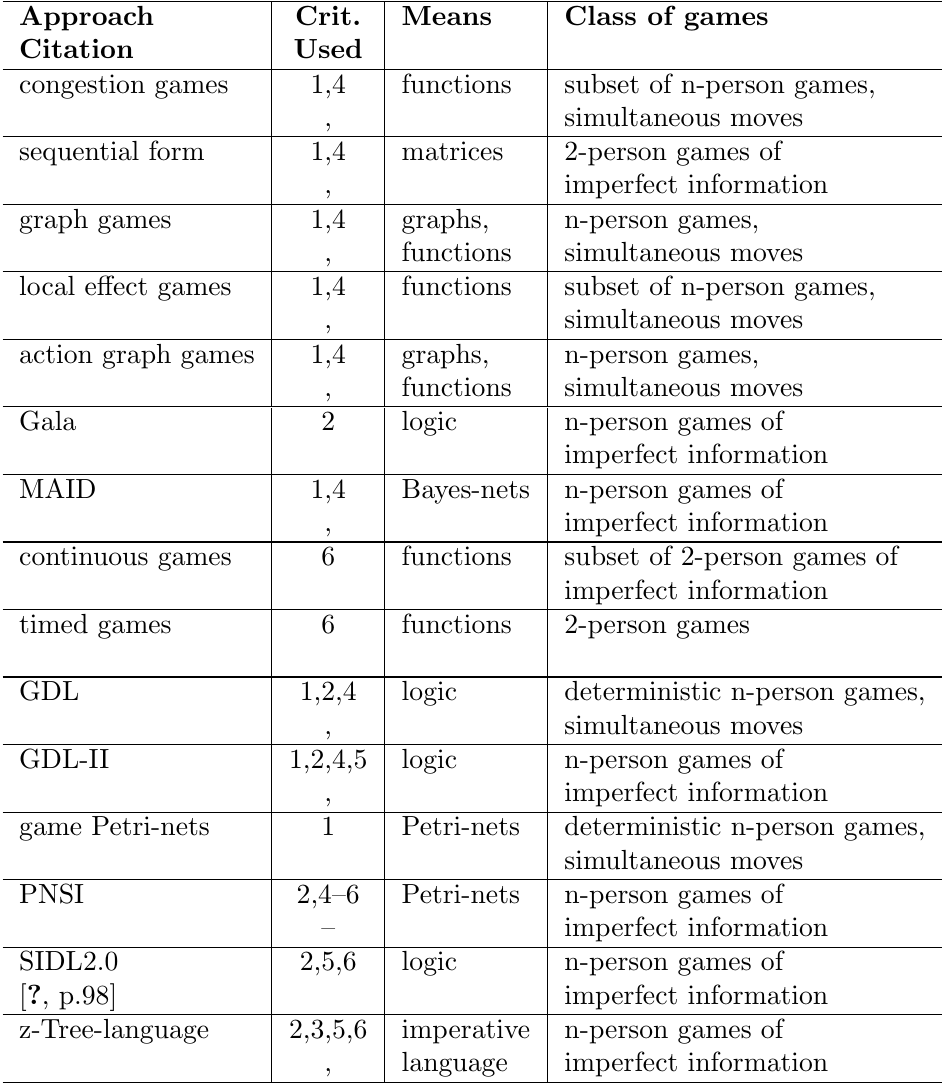 Approach Crit. Means Class of games
Citation Used
congestion games 1,4 functions subset of n-person games,
, simultaneous moves
sequential form 1,4 matrices 2-person games of
, imperfect information
graph games 1,4 graphs, n-person games,
, functions simultaneous moves
local effect games 1,4 functions subset of n-person games,
, simultaneous moves
action graph games 1,4 graphs, n-person games,
, functions simultaneous moves
Gala 2 logic n-person games of
imperfect information
MAID 1,4 Bayes-nets n-person games of
, imperfect information
continuous games 6 functions subset of 2-person games of
imperfect information
timed games 6 functions 2-person games
GDL 1,2,4 logic deterministic n-person games,
, simultaneous moves
GDL-II 1,2,4,5 logic n-person games of
, imperfect information
game Petri-nets 1 Petri-nets deterministic n-person games,
simultaneous moves
PNSI 2,4–6 Petri-nets n-person games of
– imperfect information
SIDL2.0 2,5,6 logic n-person games of
[?, p.98] imperfect information
z-Tree-language 2,3,5,6 imperative n-person games of
, language imperfect information